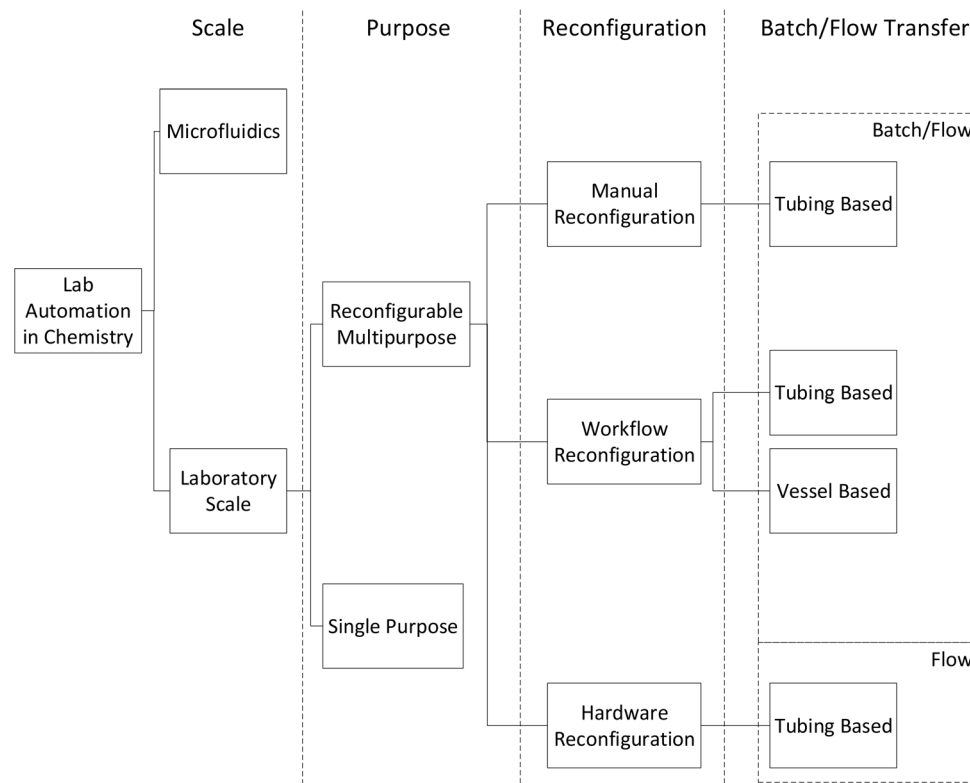 Scale
Purpose
Reconfiguration
Batch/Flow Transfer
Microfluidics
Batch/Flow
Manual
Reconfiguration
Tubing Based
Lab
Automation
in Chemistry
Reconfigurable
Multipurpose
Tubing Based
Workflow
Reconfiguration
Laboratory
Scale
Vessel Based
Single Purpose
Flow
Hardware
Reconfiguration
Tubing Based